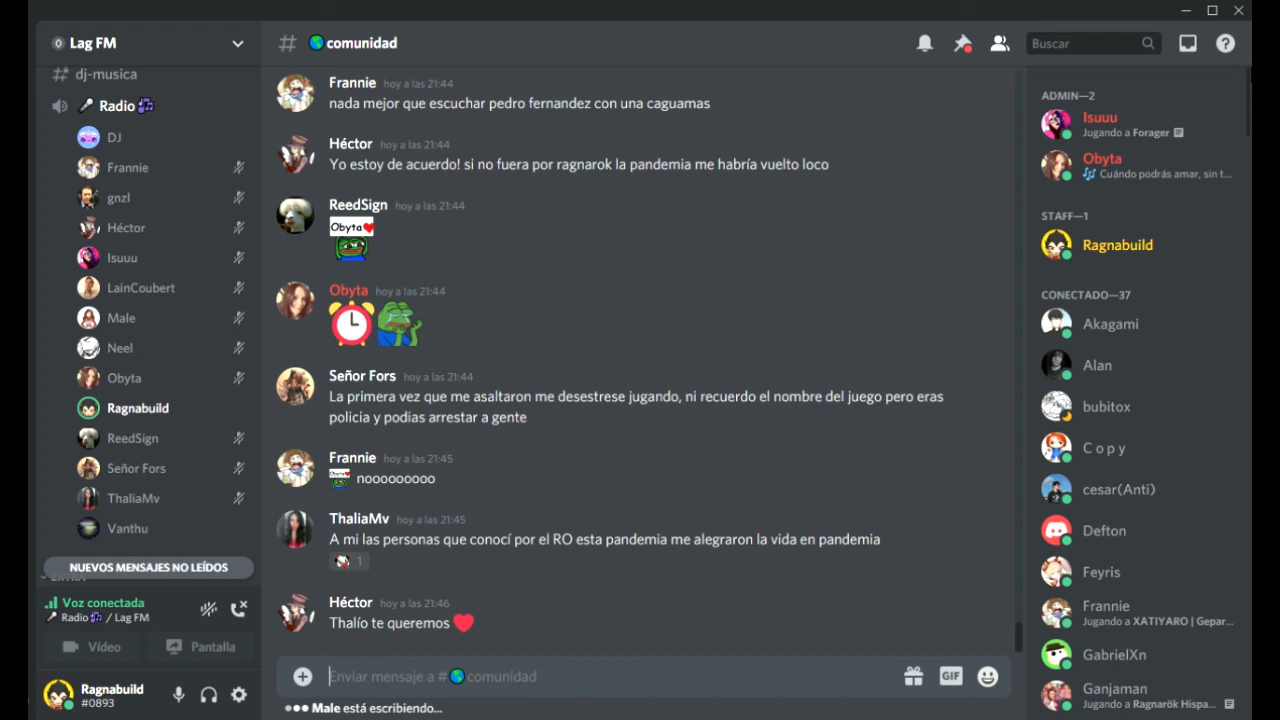 Lag FM
dj-musica
Radio
DJ
Frannie
gnzl
Héctor
Isuuu
LainCoubert
Male
Neel
Obyta
Ragnabuild
ReedSign
Señor Fors
ThaliaMv
Vanthu
NUEVOS MENSAJES NO LEÍDOS
Voz conectada
Radio / Lag FM
Vídeo
Pantalla
Ragnabuild
#0893
comunidad
Buscar
Frannie hoy a las 21:44
nada mejor que escuchar pedro fernandez con una caguamas
Héctor hoy a las 21:44
Yo estoy de acuerdo! si no fuera por ragnarok la pandemia me habría vuelto loco
ReedSign hoy a las 21:44
Obyta
Obyta hoy a las 21:44
Señor Fors hoy a las 21:44
La primera vez que me asaltaron me desestrese jugando, ni recuerdo el nombre del juego pero eras
policia y podias arrestar a gente
Frannie hoy a las 21:45
nooooooooo
ThaliaMv hoy a las 21:45
A mi las personas que conocí por el RO esta pandemia me alegraron la vida en pandemia
1
Héctor hoy a las 21:46
Thalío te queremos
Enviar mensaje a # comunidad
GIF
Male está escribiendo...
ADMIN—2
Isuuu
Jugando a Forager
Obyta
Cuándo podrás amar, sin t...
STAFF—1
Ragnabuild
CONECTADO—37
Akagami
Alan
bubitox
C o p y
cesar(Anti)
Defton
Feyris
Frannie
Jugando a XATIYARO | Gepar...
GabrielXn
Ganjaman
Jugando a Ragnarök Hispa...